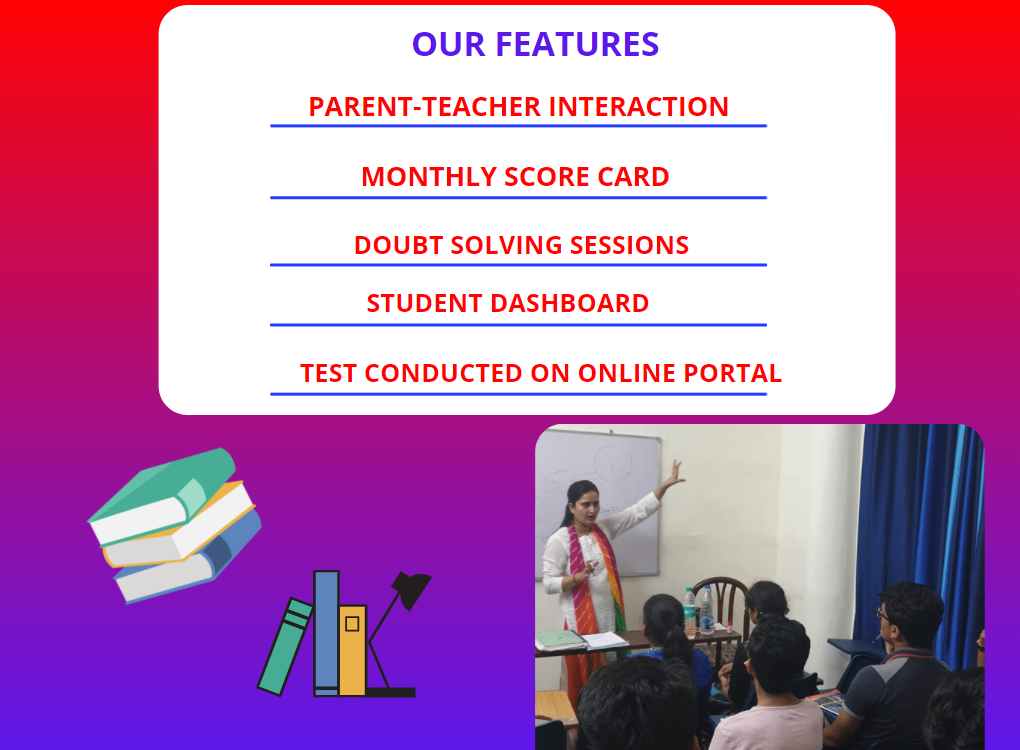 OUR FEATURES
PARENT-TEACHER INTERACTION
MONTHLY SCORE CARD
DOUBT SOLVING SESSIONS
STUDENT DASHBOARD
TEST CONDUCTED ON ONLINE PORTAL